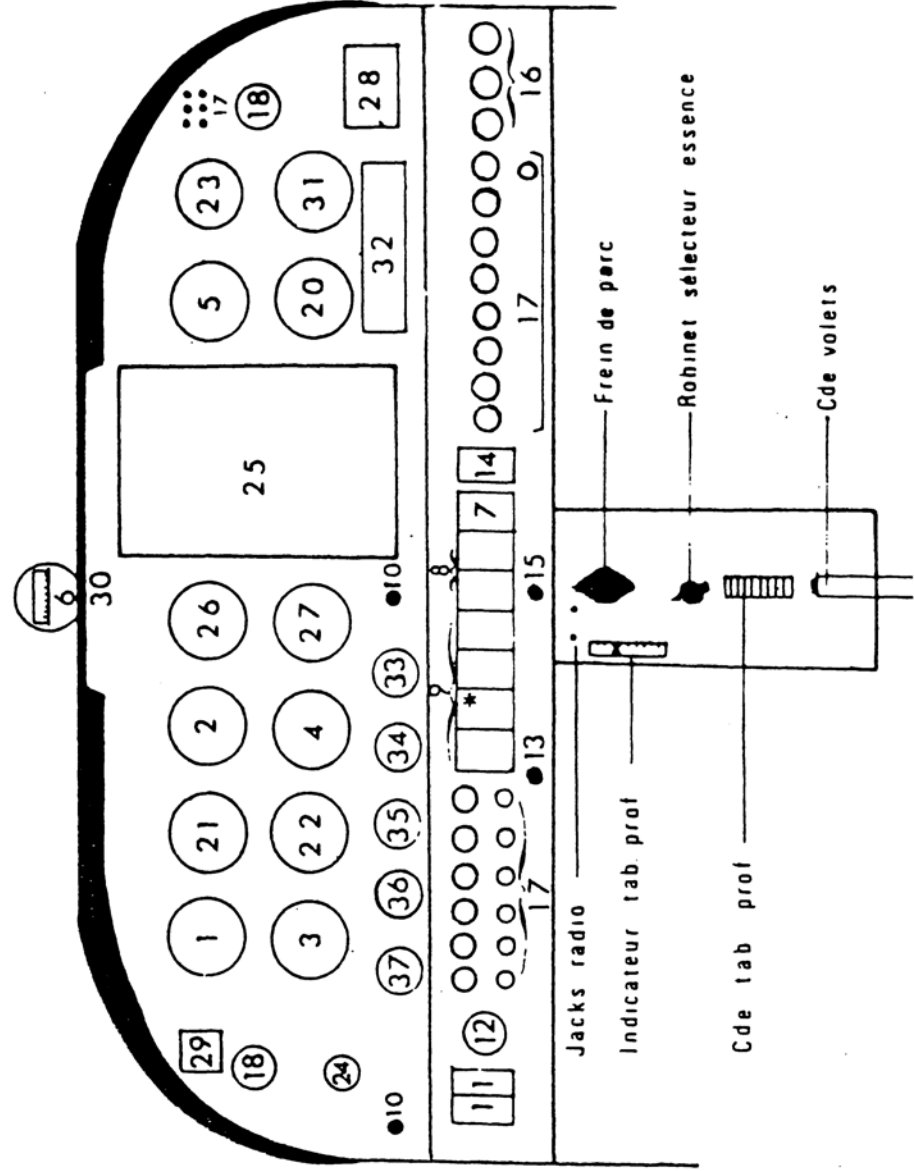 6
30
29 1 21 2 26 5 23 17
18 18
25
3 22 4 27 20 31
24
32 28
37 36 35 34 33
10 10
9 8
11 12 * 7 14
17 13 15 17 16
Jacks radio
Frein de parc
Indicateur tab. prof
Rohinet sélecteur essence
Cde tab prof
Cde volets